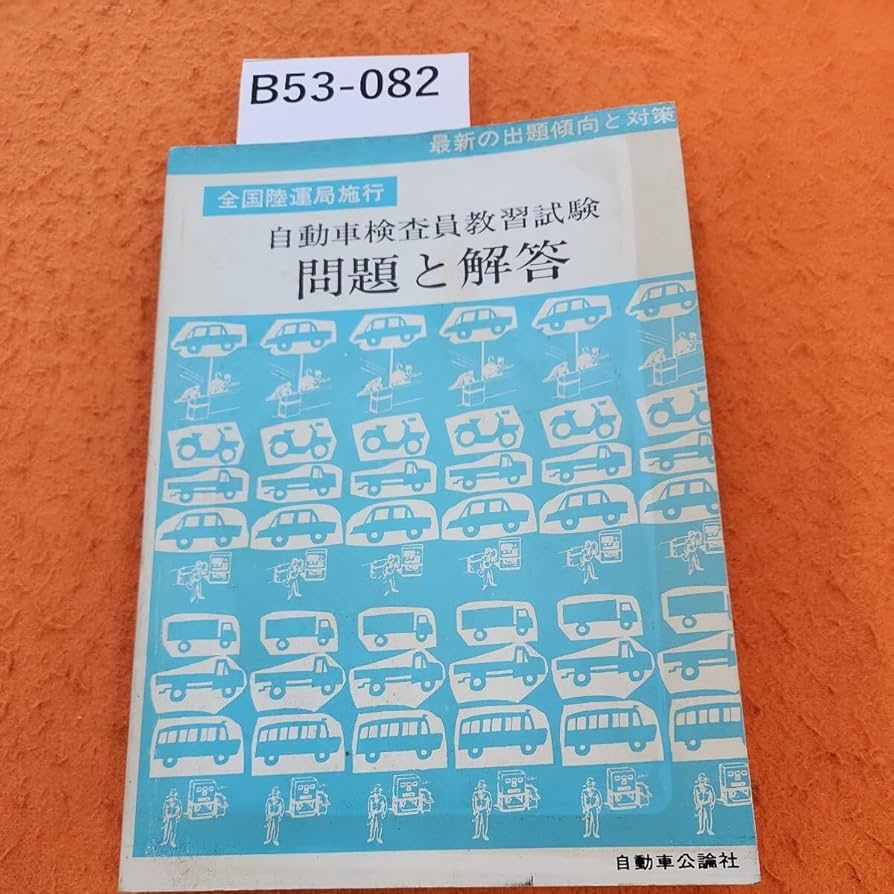 B53-082
最新の出題傾向と対策
全国陸運局施行
自動車検査員教習試験
問題と解答
自動車公論社